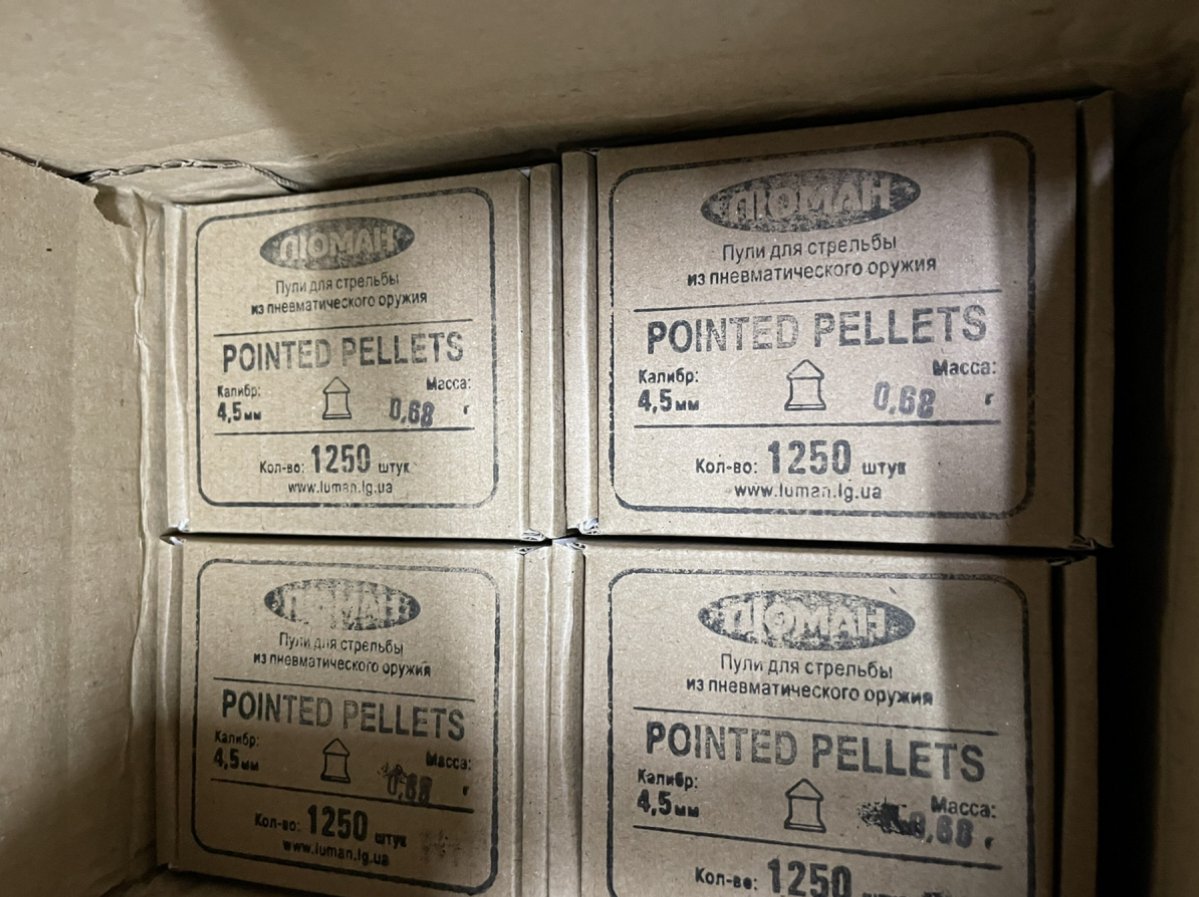 ЛЮМАН
Пули для стрельбы
из пневматического оружия
POINTED PELLETS
Калибр:
Масса:
4,5мм
0,68 г
Кол-во: 1250 штук
www.luman.lg.ua
ЛЮМАН
Пули для стрельбы
из пневматического оружия
POINTED PELLETS
Калибр:
Масса:
4,5мм
0,68 г
Кол-во: 1250 штук
www.luman.lg.ua
ЛЮМАН
Пули для стрельбы
из пневматического оружия
POINTED PELLETS
Калибр:
Масса:
4,5мм
0,68 г
Кол-во: 1250 штук
www.luman.lg.ua
ЛЮМАН
Пули для стрельбы
из пневматического оружия
POINTED PELLETS
Калибр:
Масса:
4,5мм
0,68 г
Кол-во: 1250